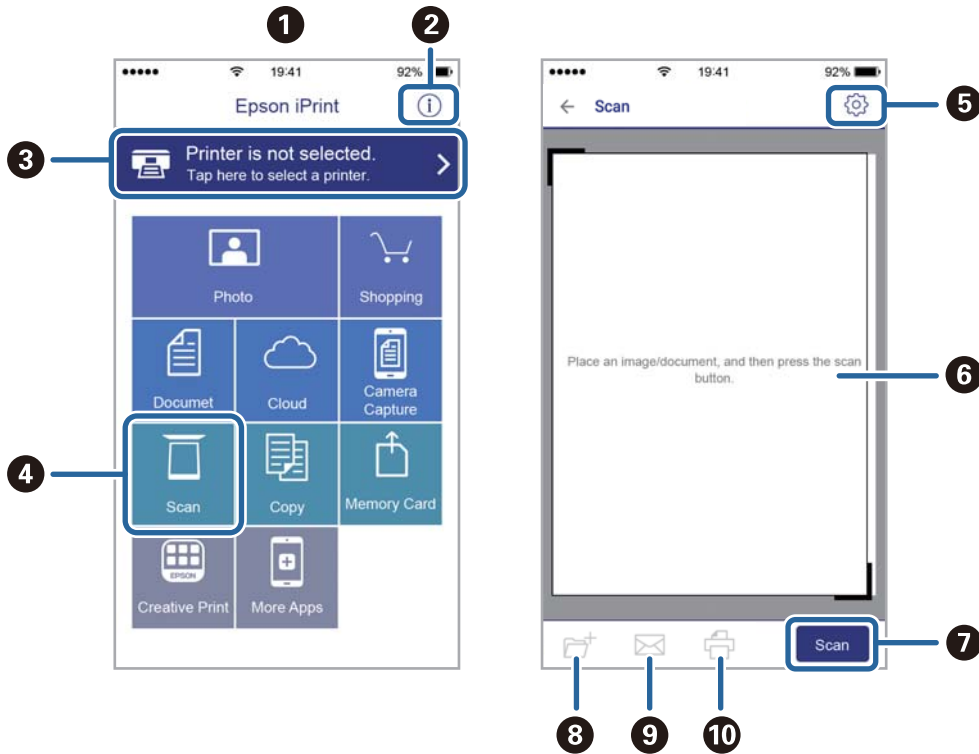 1
2
19:41
92%
Epson iPrint
3
Printer is not selected.
Tap here to select a printer.
Photo
Shopping
Documet
Cloud
Camera
Capture
4
Scan
Copy
Memory Card
EPSON
Creative Print
More Apps
19:41
92%
Scan
5
Place an image/document, and then press the scan
button.
6
Scan
7
8
9
10